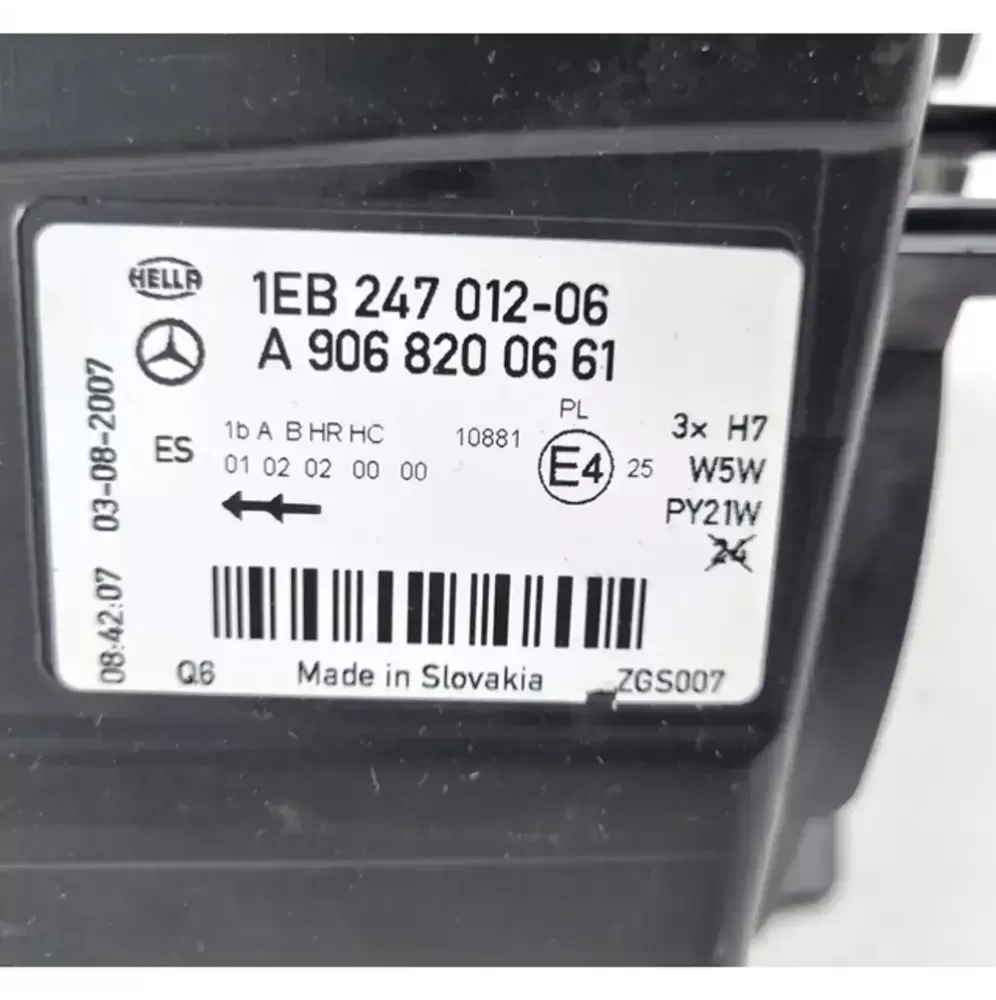 HELLA
1EB 247 012-06
A 906 820 06 61
03-08-2007
08:42:07
ES
1b A B HR HC
01 02 02 00 00
10881
PL
E4
25
3x H7
W5W
PY21W
24
Q6
Made in Slovakia
ZGS007